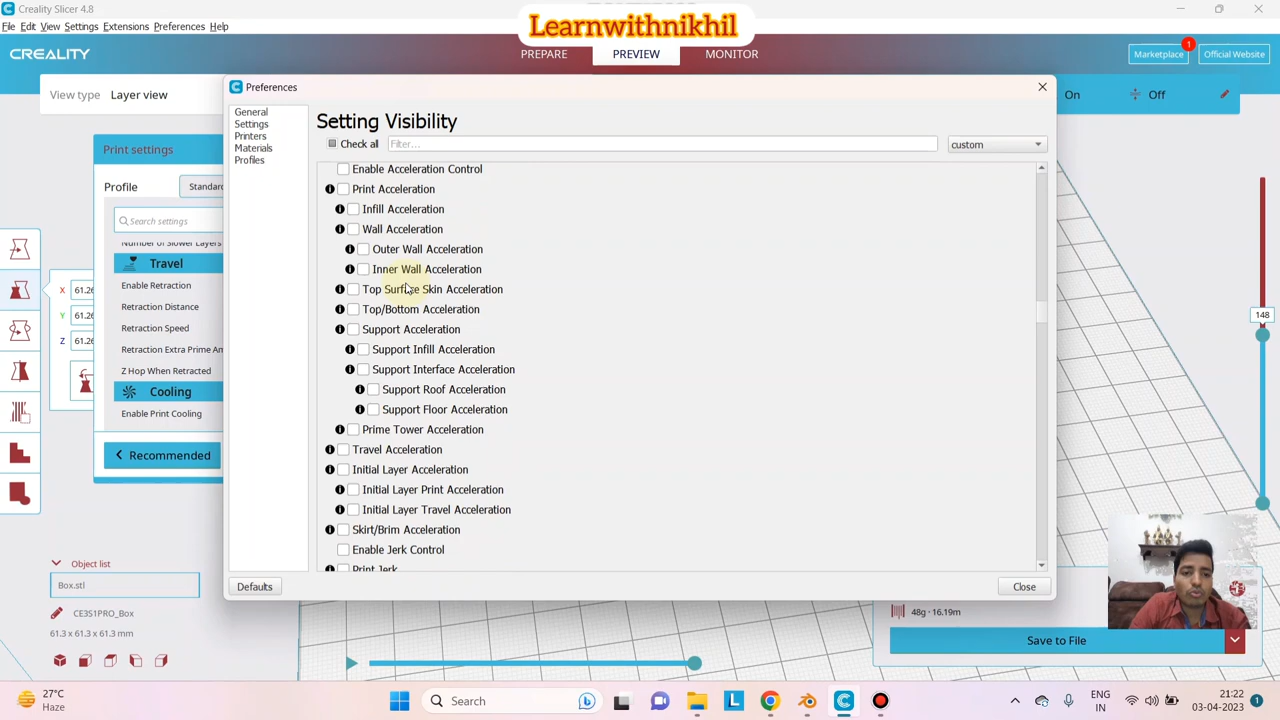 Creality Slicer 4.8
Learnwithnikhil
File Edit View Settings Extensions Preferences Help
CREALITY
PREPARE
PREVIEW
MONITOR
Marketplace
1
Official Website
View type Layer view
On
Off
Preferences
General
Settings
Printers
Materials
Profiles
Setting Visibility
Check all
Filter...
custom
Print settings
Profile
Standar
Search settings
Number of Slower Layers
Travel
Enable Retraction
Retraction Distance
Retraction Speed
Retraction Extra Prime Am
Z Hop When Retracted
Cooling
Enable Print Cooling
Recommended
X 61.26
Y 61.26
Z 61.26
Enable Acceleration Control
Print Acceleration
Infill Acceleration
Wall Acceleration
Outer Wall Acceleration
Inner Wall Acceleration
Top Surface Skin Acceleration
Top/Bottom Acceleration
Support Acceleration
Support Infill Acceleration
Support Interface Acceleration
Support Roof Acceleration
Support Floor Acceleration
Prime Tower Acceleration
Travel Acceleration
Initial Layer Acceleration
Initial Layer Print Acceleration
Initial Layer Travel Acceleration
Skirt/Brim Acceleration
Enable Jerk Control
Print Jerk
148
Defaults
Close
Object list
Box.stl
CE3S1PRO_Box
61.3 x 61.3 x 61.3 mm
48g · 16.19m
Save to File
27°C
Haze
Search
ENG
IN
21:22
03-04-2023
1